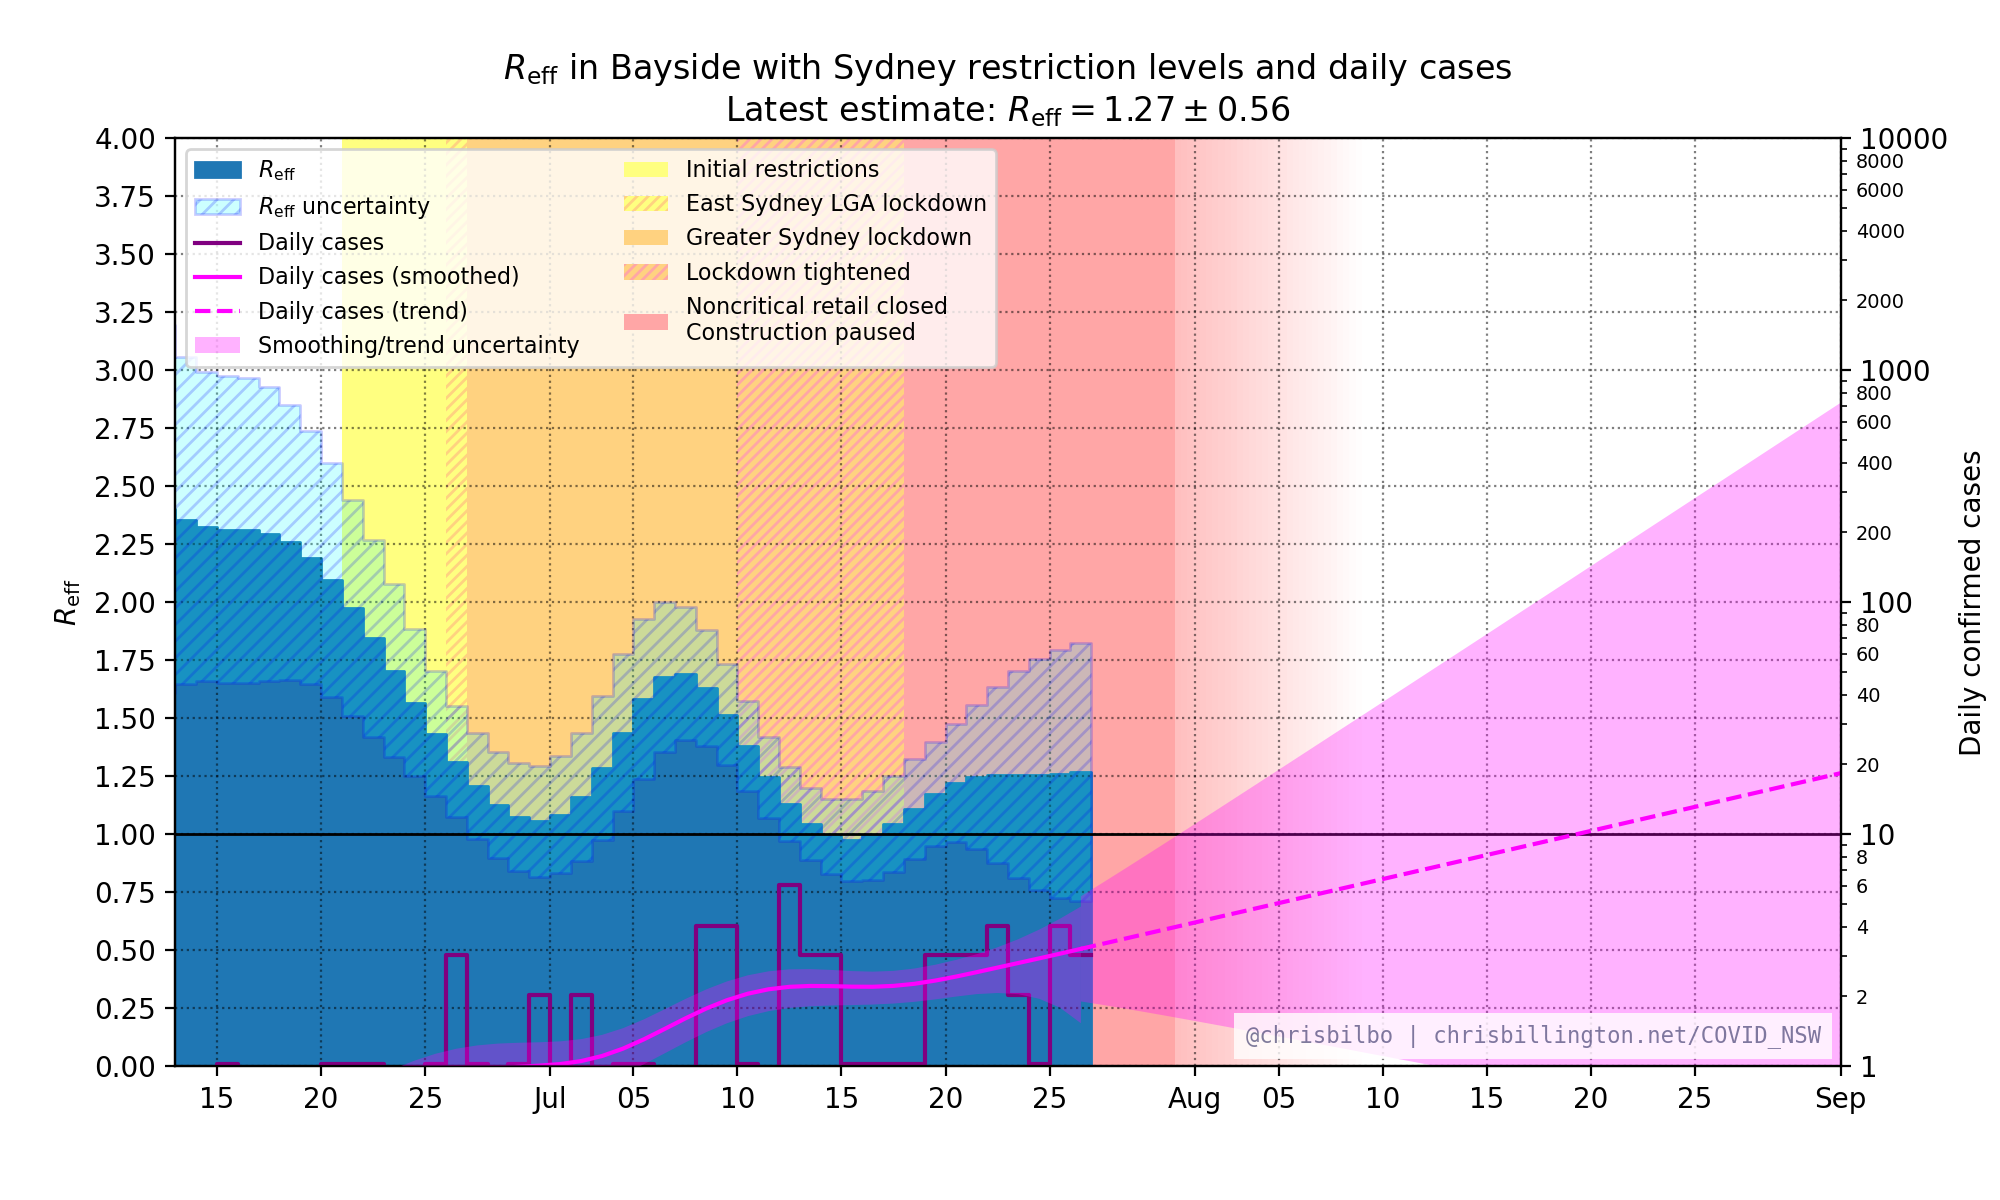 Reff in Bayside with Sydney restriction levels and daily cases
Latest estimate: Reff = 1.27 ± 0.56
Reff
Reff uncertainty
Daily cases
Daily cases (smoothed)
Daily cases (trend)
Smoothing/trend uncertainty
Initial restrictions
East Sydney LGA lockdown
Greater Sydney lockdown
Lockdown tightened
Noncritical retail closed
Construction paused
Reff
4.00
3.75
3.50
3.25
3.00
2.75
2.50
2.25
2.00
1.75
1.50
1.25
1.00
0.75
0.50
0.25
0.00
10000
8000
6000
4000
2000
1000
800
600
400
200
100
80
60
40
20
10
8
6
4
2
1
Daily confirmed cases
@chrisbilbo | chrisbillington.net/COVID_NSW
15 20 25 Jul 05 10 15 20 25 Aug 05 10 15 20 25 Sep